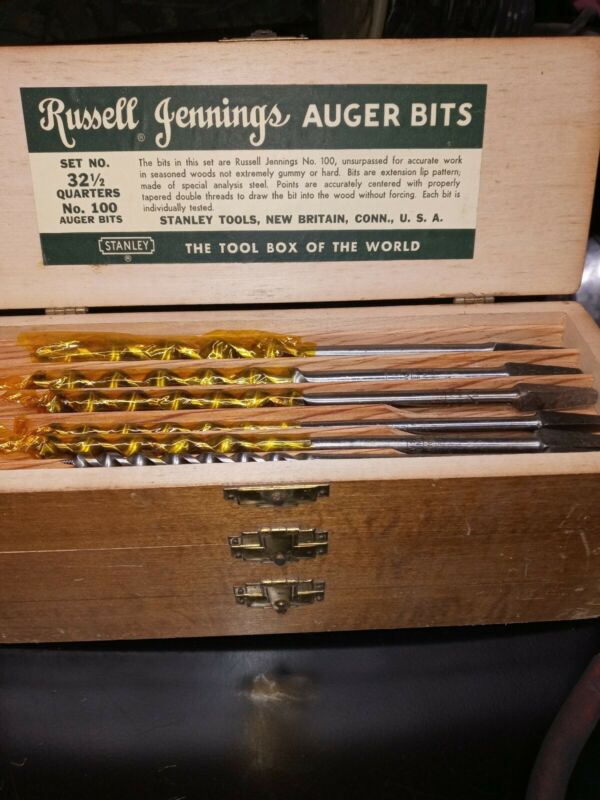 Russell Jennings® AUGER BITS
SET NO.
32½
QUARTERS
No. 100
AUGER BITS
The bits in this set are Russell Jennings No. 100, unsurpassed for accurate work
in seasoned woods not extremely gummy or hard. Bits are extension lip pattern;
made of special analysis steel. Points are accurately centered with properly
tapered double threads to draw the bit into the wood without forcing. Each bit is
individually tested.
STANLEY TOOLS, NEW BRITAIN, CONN., U. S. A.
STANLEY®
THE TOOL BOX OF THE WORLD